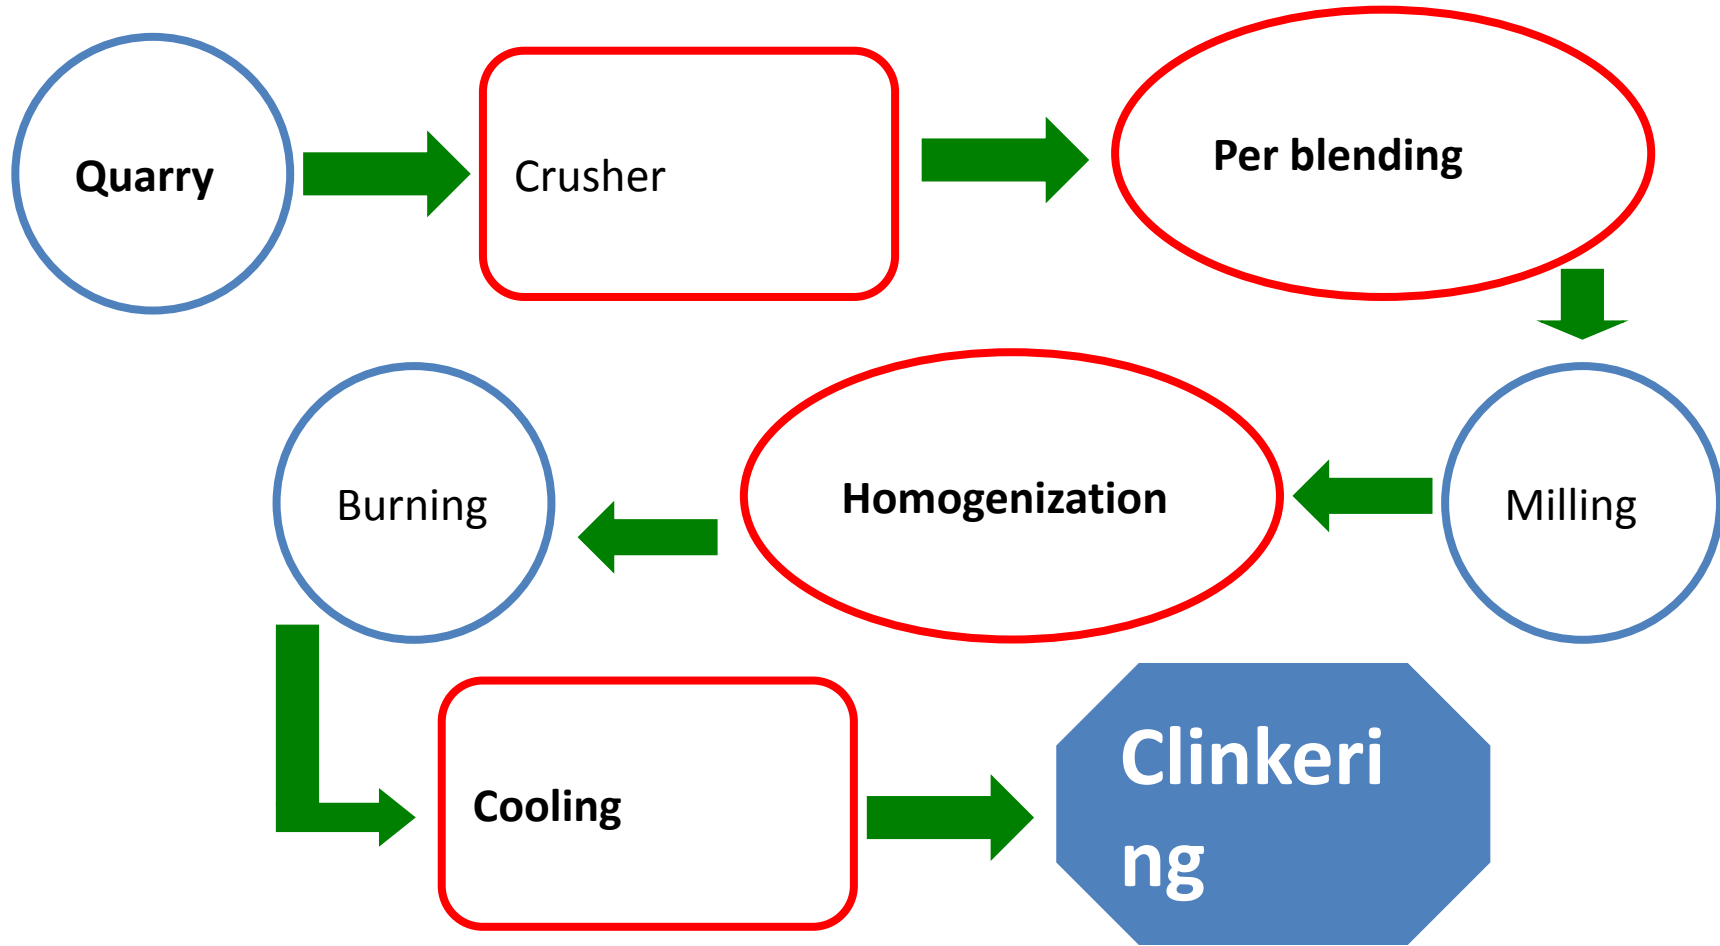 Quarry
Crusher
Per blending
Milling
Homogenization
Burning
Cooling
Clinkeri
ng